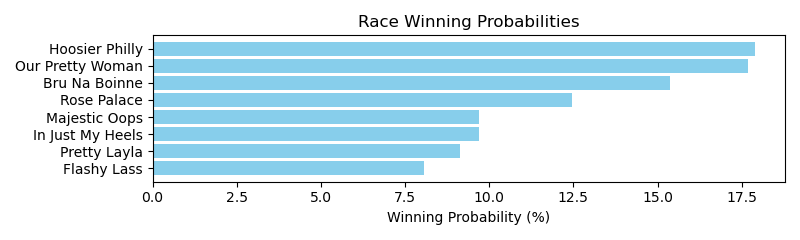 Race Winning Probabilities
Hoosier Philly
Our Pretty Woman
Bru Na Boinne
Rose Palace
Majestic Oops
In Just My Heels
Pretty Layla
Flashy Lass
0.0 2.5 5.0 7.5 10.0 12.5 15.0 17.5
Winning Probability (%)